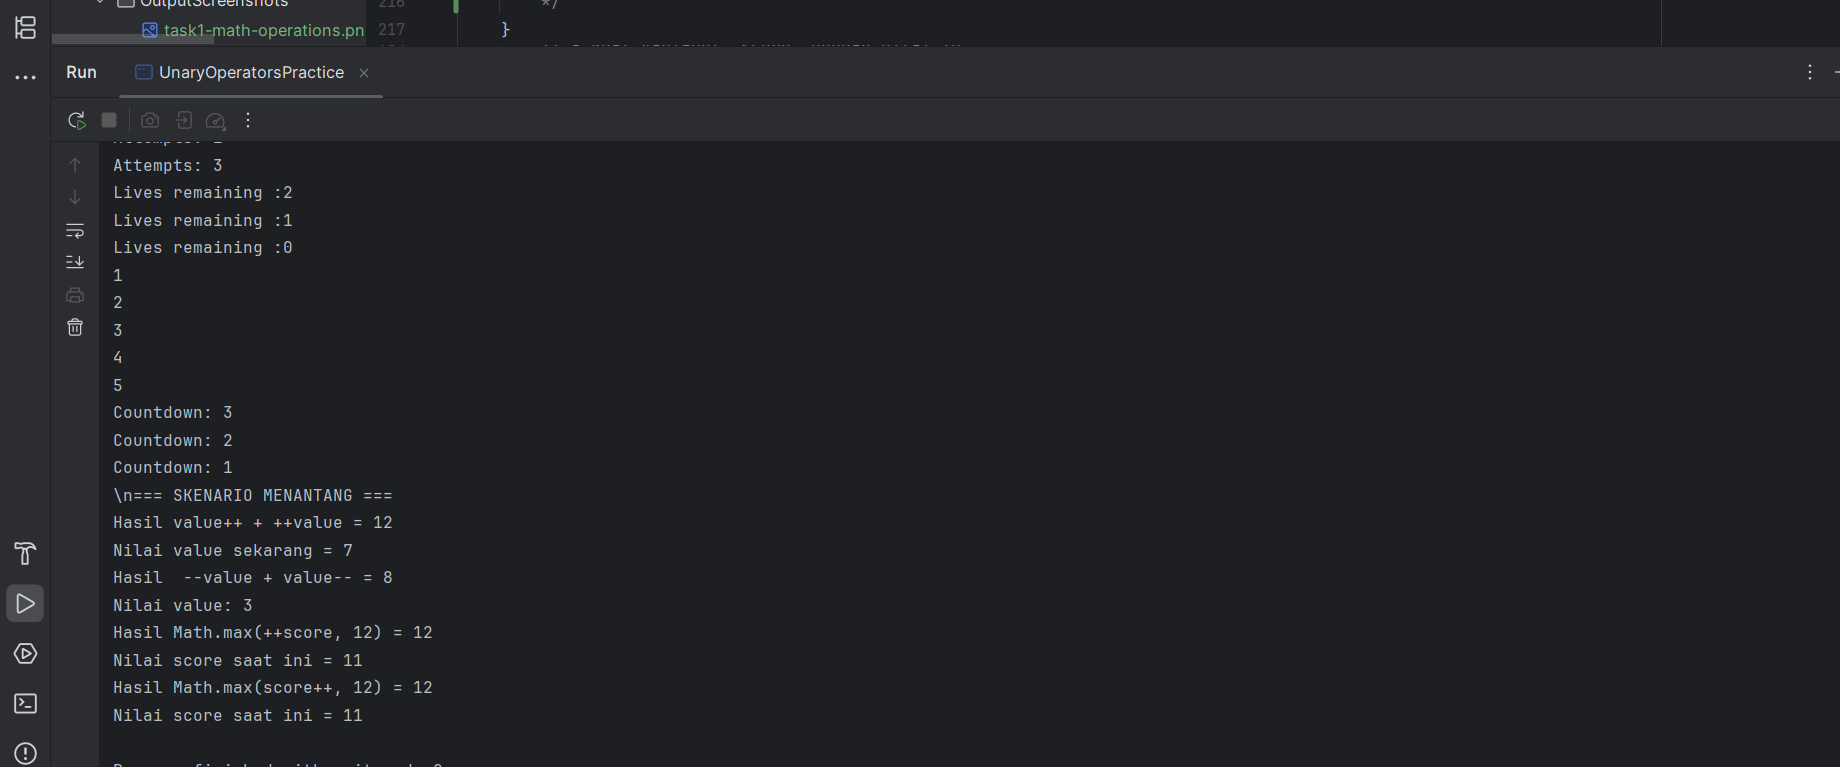 OutputScreenshots
task1-math-operations.pn
216 */
217 }
Run UnaryOperatorsPractice
Attempts: 3
Lives remaining :2
Lives remaining :1
Lives remaining :0
1
2
3
4
5
Countdown: 3
Countdown: 2
Countdown: 1
\n=== SKENARIO MENANTANG ===
Hasil value++ + ++value = 12
Nilai value sekarang = 7
Hasil  --value + value-- = 8
Nilai value: 3
Hasil Math.max(++score, 12) = 12
Nilai score saat ini = 11
Hasil Math.max(score++, 12) = 12
Nilai score saat ini = 11